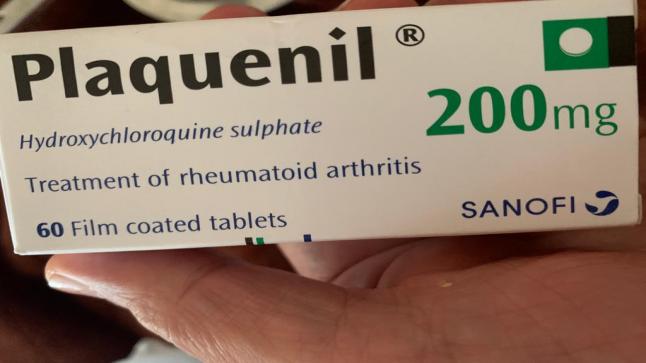 Plaquenil ®
200mg
Hydroxychloroquine sulphate
Treatment of rheumatoid arthritis
60 Film coated tablets
SANOFI